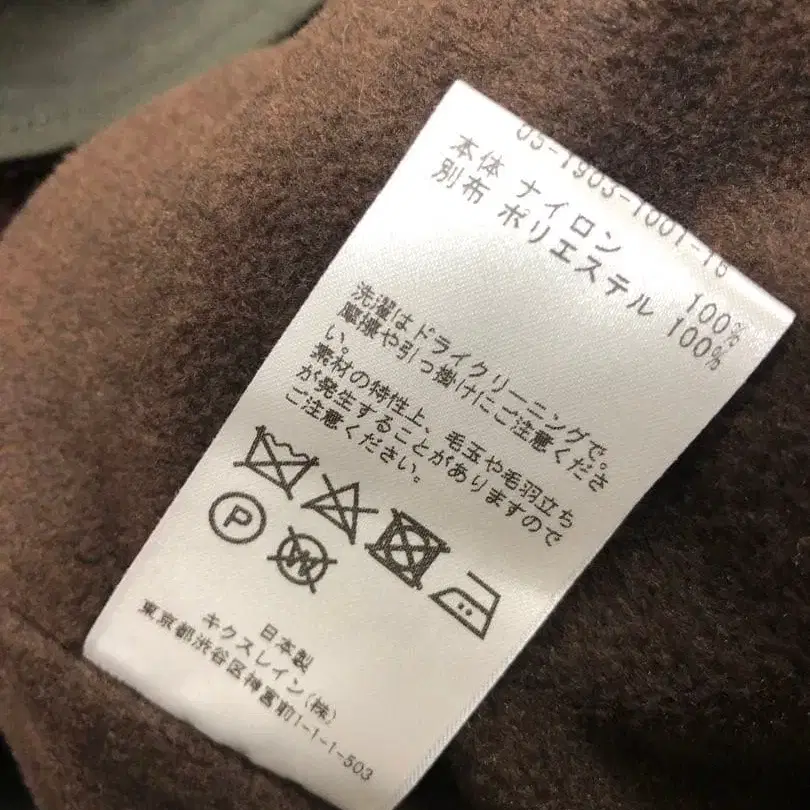 03-1903-1001-16
本体 ナイロン 100%
別布 ポリエステル 100%
洗濯はドライクリーニングで。
摩擦や引っ掛けにご注意くださ
い。
素材の特性上、毛玉や毛羽立ち
が発生することがありますので
ご注意ください。
P W
日本製
キクスレイン(株)
東京都渋谷区神宮前1-1-1-503